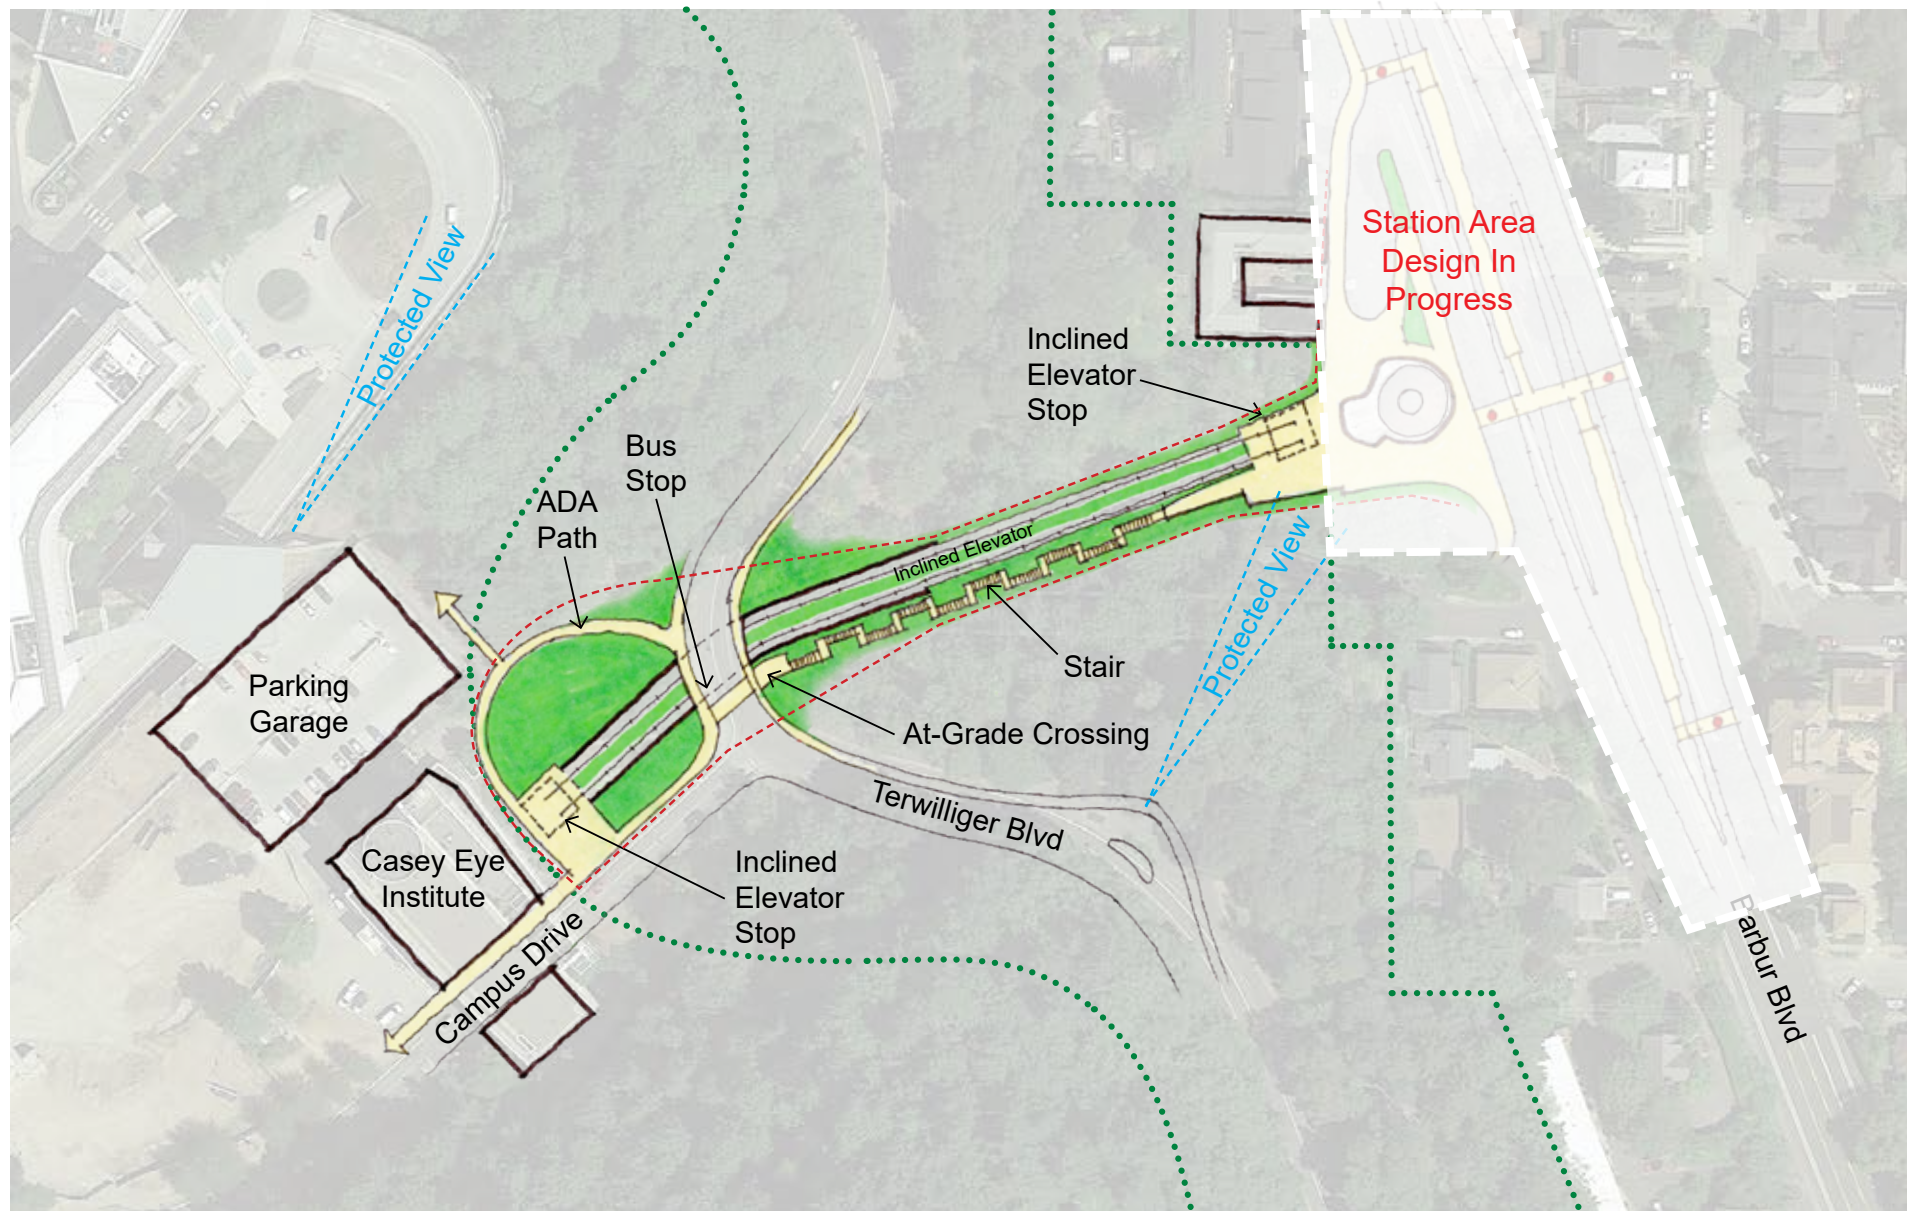 Station Area
Design In
Progress
Protected View
Inclined
Elevator
Stop
Bus
Stop
ADA
Path
Inclined Elevator
Protected View
Stair
Parking
Garage
At-Grade Crossing
Terwilliger Blvd
Casey Eye
Institute
Inclined
Elevator
Stop
Campus Drive
Barbur Blvd